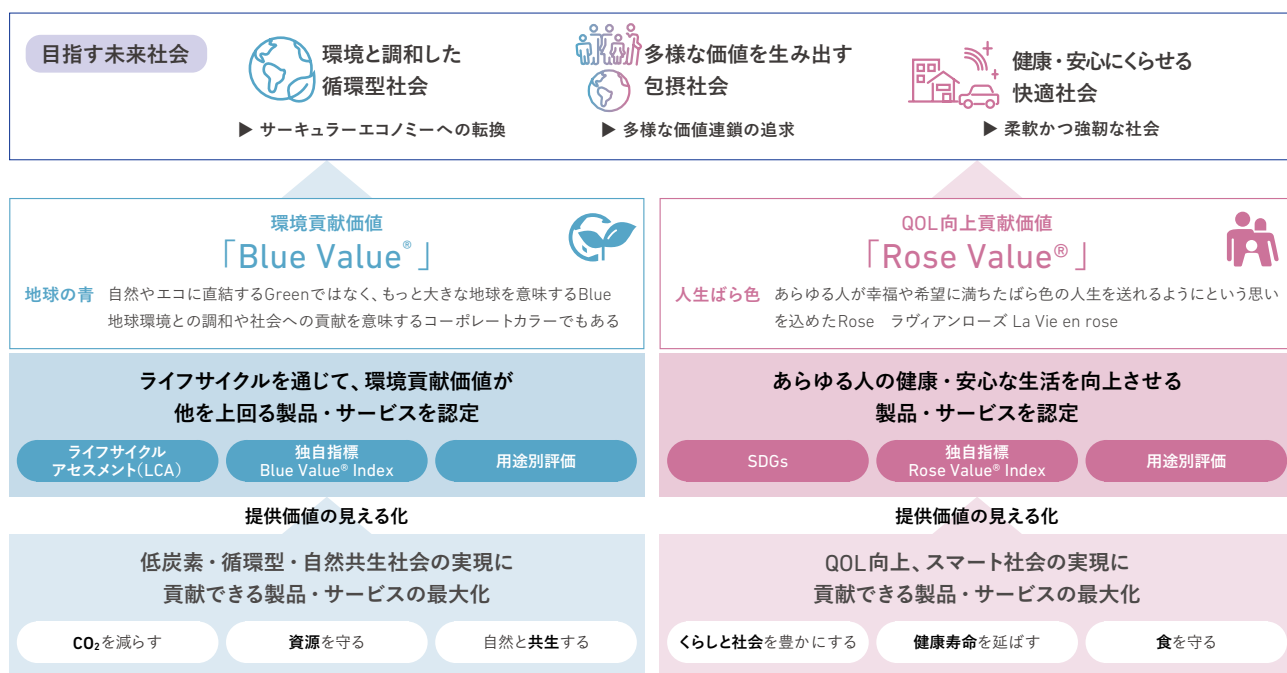 目指す未来社会
環境と調和した
循環型社会
▶ サーキュラーエコノミーへの転換
多様な価値を生み出す
包摂社会
▶ 多様な価値連鎖の追求
健康・安心にくらせる
快適社会
▶ 柔軟かつ強靭な社会
環境貢献価値
「Blue Value®」
地球の青 自然やエコに直結するGreenではなく、もっと大きな地球を意味するBlue
地球環境との調和や社会への貢献を意味するコーポレートカラーでもある
ライフサイクルを通じて、環境貢献価値が
他を上回る製品・サービスを認定
ライフサイクル
アセスメント(LCA)
独自指標
Blue Value® Index
用途別評価
提供価値の見える化
低炭素・循環型・自然共生社会の実現に
貢献できる製品・サービスの最大化
CO₂を減らす
資源を守る
自然と共生する
QOL向上貢献価値
「Rose Value®」
人生ばら色 あらゆる人が幸福や希望に満ちたばら色の人生を送れるようにという思い
を込めたRose ラヴィアンローズ La Vie en rose
あらゆる人の健康・安心な生活を向上させる
製品・サービスを認定
SDGs
独自指標
Rose Value® Index
用途別評価
提供価値の見える化
QOL向上、スマート社会の実現に
貢献できる製品・サービスの最大化
くらしと社会を豊かにする
健康寿命を延ばす
食を守る